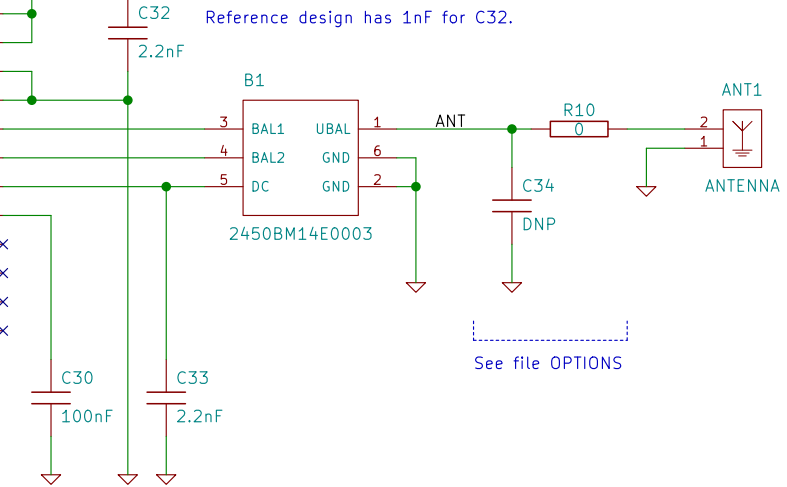 C32
2.2nF
Reference design has 1nF for C32.
B1
3 BAL1 UBAL 1
4 BAL2 GND 6
5 DC GND 2
2450BM14E0003
ANT
R10
0
ANT1
2
1
ANTENNA
C34
DNP
See file OPTIONS
C30
100nF
C33
2.2nF